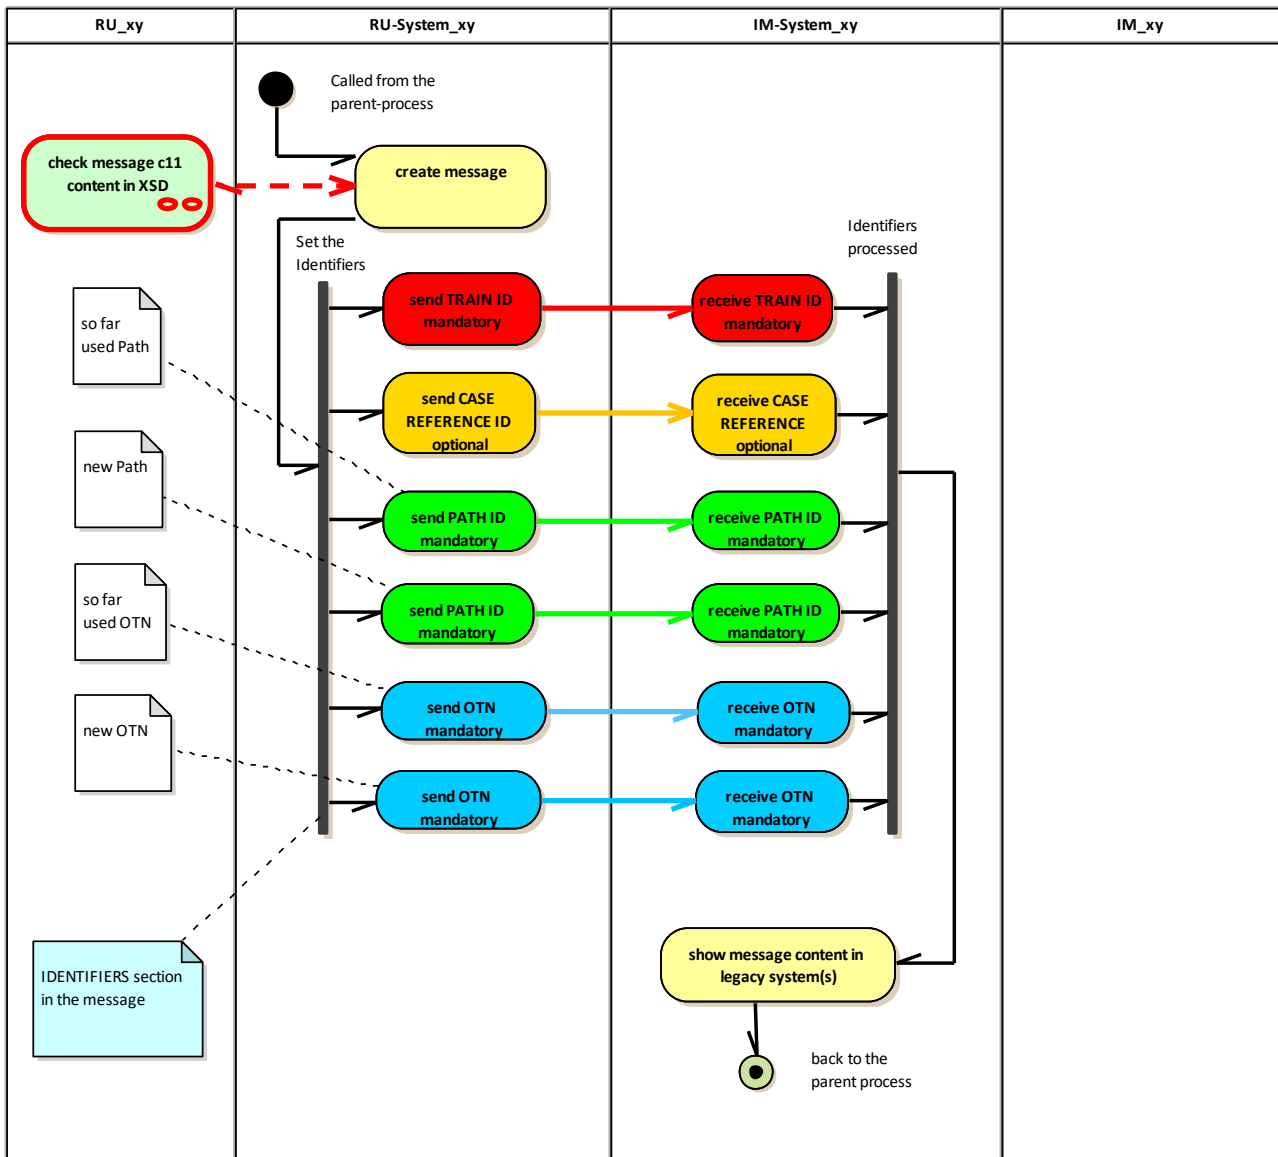 RU_xy
RU-System_xy
IM-System_xy
IM_xy
Called from the
parent-process
check message c11
content in XSD
create message
Set the
Identifiers
Identifiers
processed
so far
used Path
send TRAIN ID
mandatory
receive TRAIN ID
mandatory
send CASE
REFERENCE ID
optional
receive CASE
REFERENCE
optional
new Path
send PATH ID
mandatory
receive PATH ID
mandatory
so far
used OTN
send PATH ID
mandatory
receive PATH ID
mandatory
new OTN
send OTN
mandatory
receive OTN
mandatory
send OTN
mandatory
receive OTN
mandatory
IDENTIFIERS section
in the message
show message content in
legacy system(s)
back to the
parent process